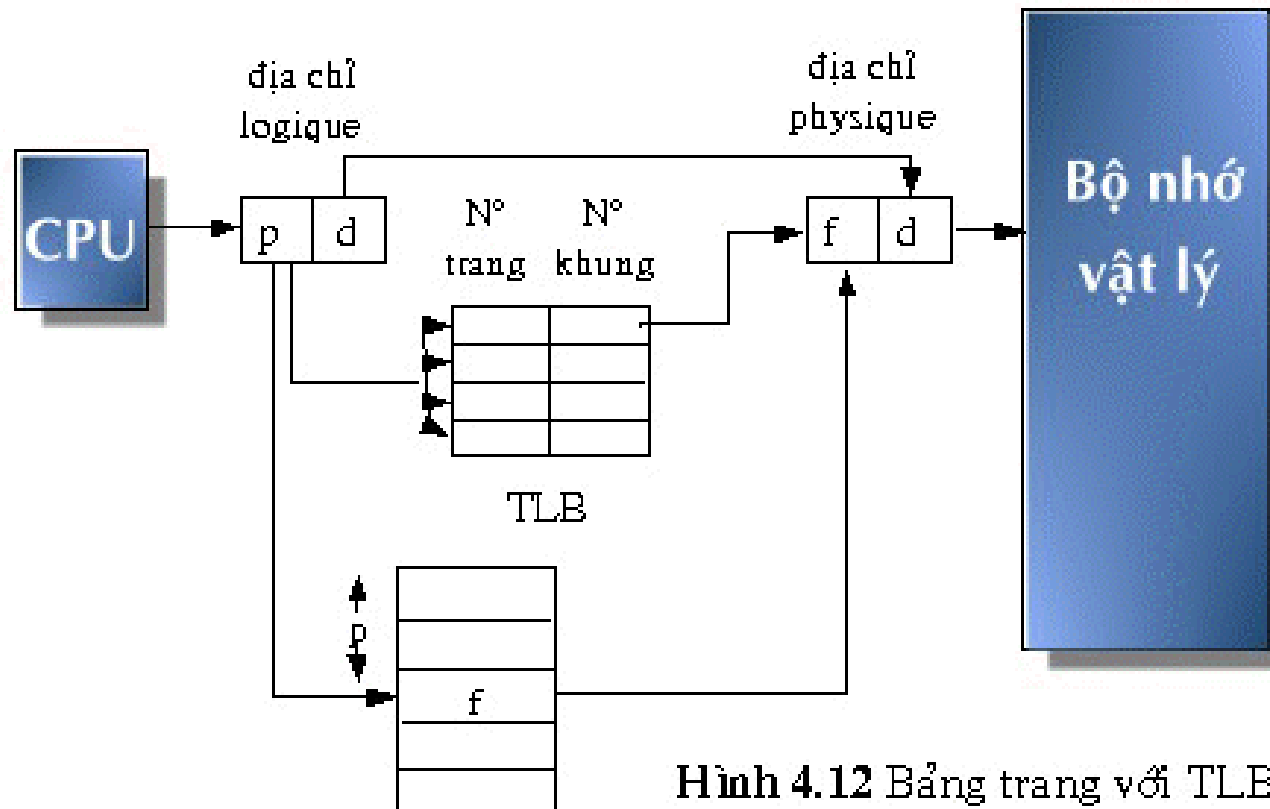 địa chỉ
logique
địa chỉ
physique
CPU
p d
N° N°
trang khung
f d
Bộ nhớ
vật lý
TLB
p
f
Hình 4.12 Bảng trang với TLB